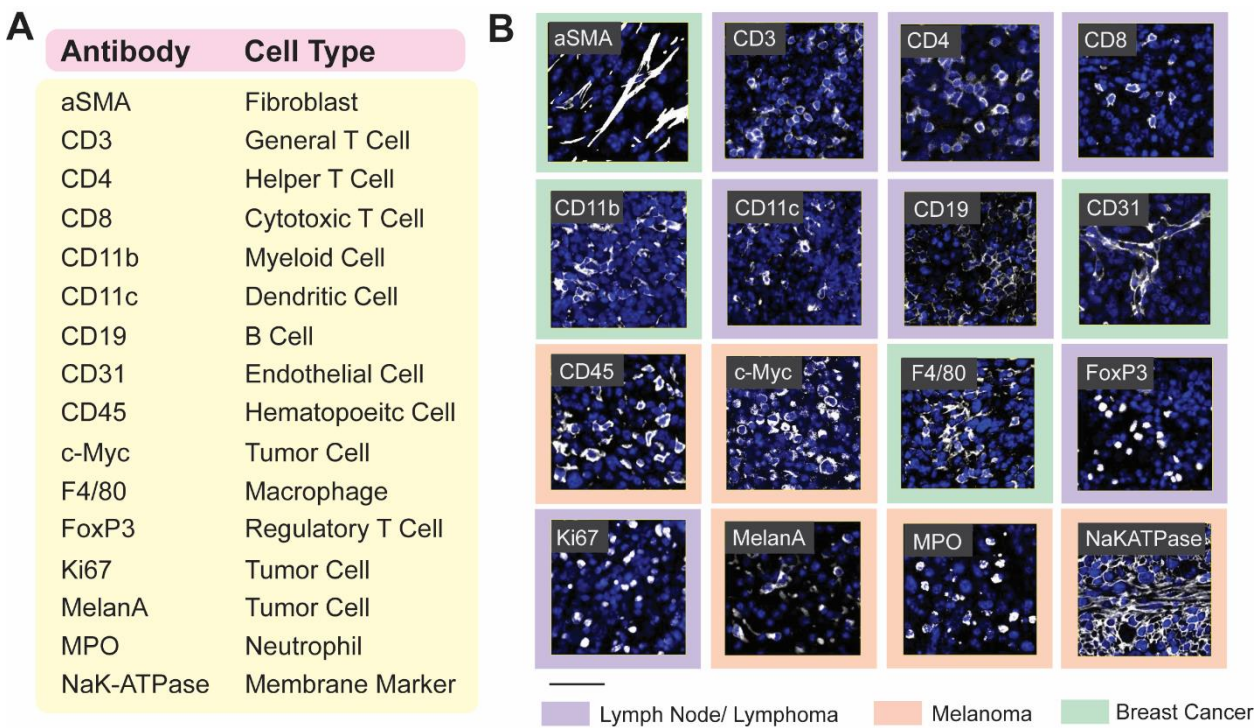 A
Antibody Cell Type
aSMA Fibroblast
CD3 General T Cell
CD4 Helper T Cell
CD8 Cytotoxic T Cell
CD11b Myeloid Cell
CD11c Dendritic Cell
CD19 B Cell
CD31 Endothelial Cell
CD45 Hematopoeitc Cell
c-Myc Tumor Cell
F4/80 Macrophage
FoxP3 Regulatory T Cell
Ki67 Tumor Cell
MelanA Tumor Cell
MPO Neutrophil
NaK-ATPase Membrane Marker
B
aSMA CD3 CD4 CD8
CD11b CD11c CD19 CD31
CD45 c-Myc F4/80 FoxP3
Ki67 MelanA MPO NaKATPase
Lymph Node/ Lymphoma Melanoma Breast Cancer